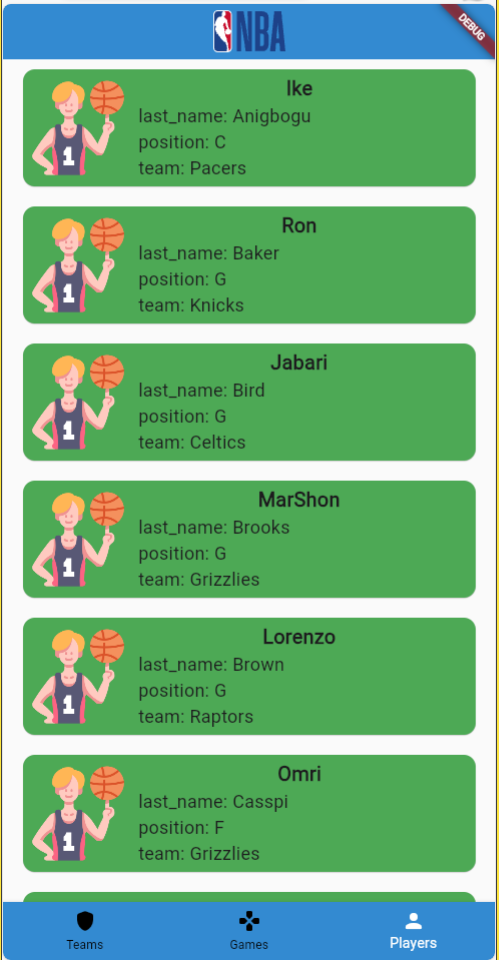 NBA
DEBUG
Ike
last_name: Anigbogu
position: C
team: Pacers
1
Ron
last_name: Baker
position: G
team: Knicks
1
Jabari
last_name: Bird
position: G
team: Celtics
1
MarShon
last_name: Brooks
position: G
team: Grizzlies
1
Lorenzo
last_name: Brown
position: G
team: Raptors
1
Omri
last_name: Casspi
position: F
team: Grizzlies
1
Teams
Games
Players